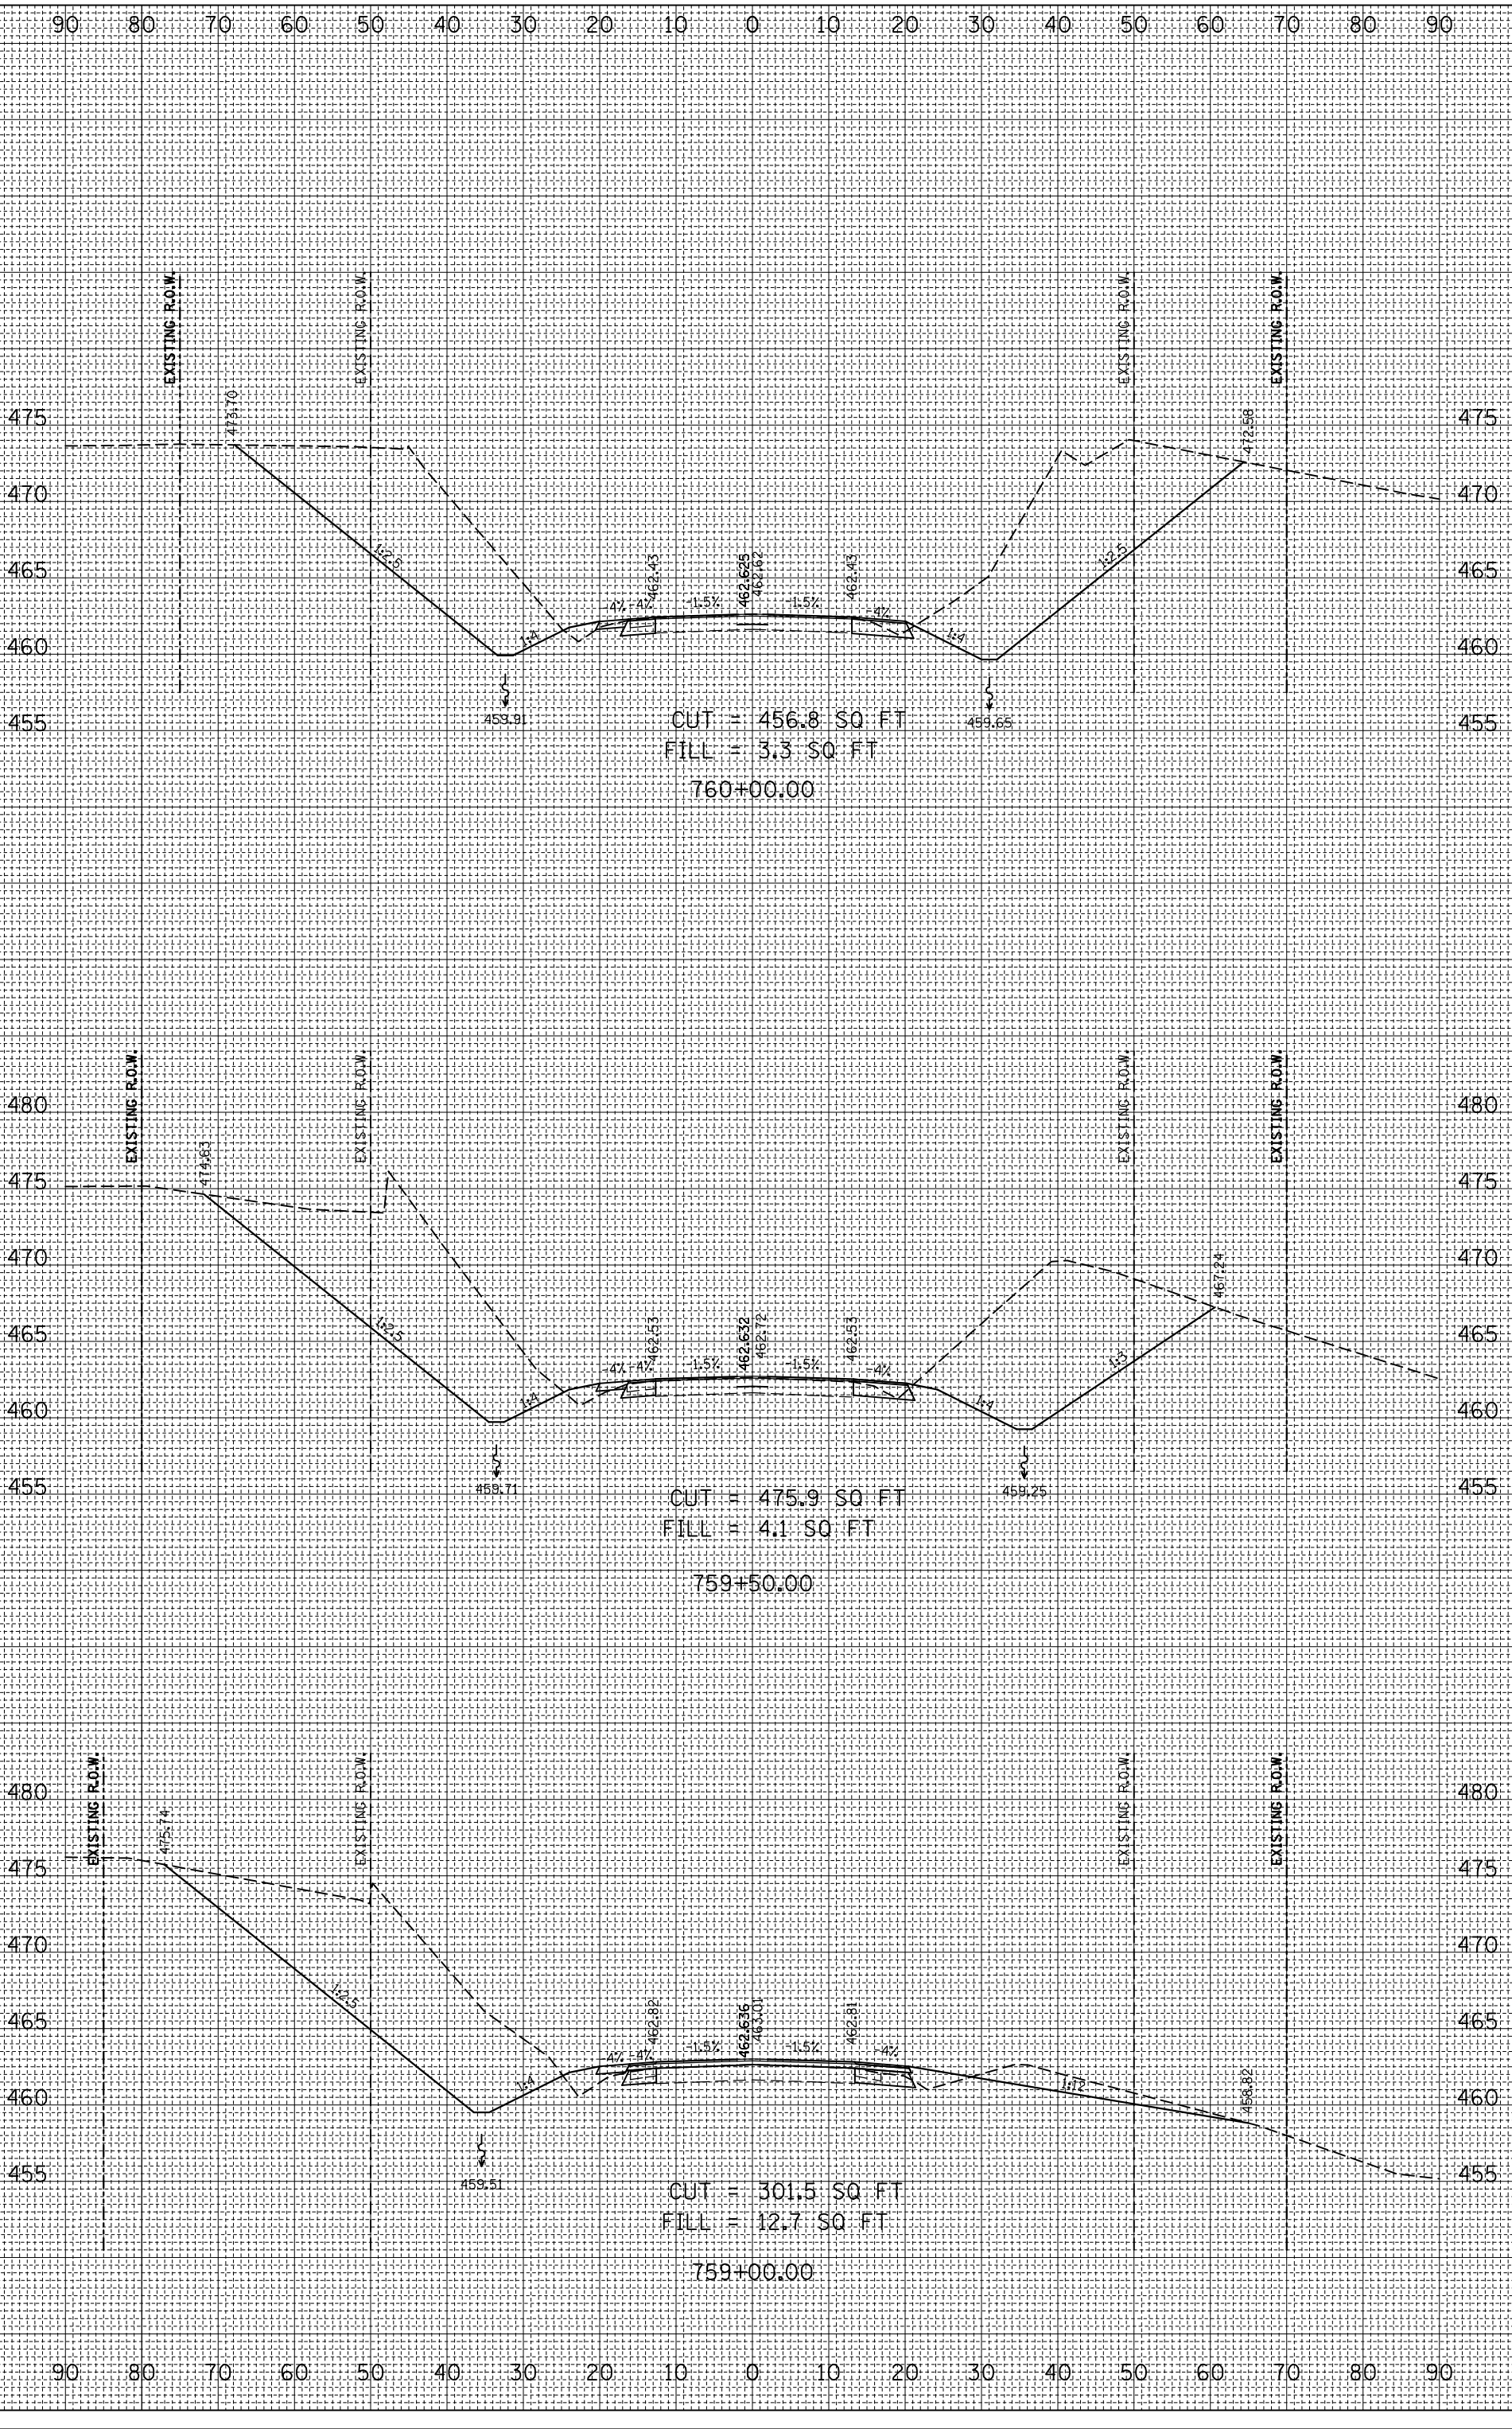 90 80 70 60 50 40 30 20 10 0 10 20 30 40 50 60 70 80 90
EXISTING R.O.W. EXISTING R.O.W. EXISTING R.O.W. EXISTING R.O.W.
475 473.70 472.58 475
470 470
465 1:2.5 462.43 462.625 462.62 462.43 1:2.5 465
-4% -4% -1.5% -1.5% -4%
460 1:4 1:4 460
455 459.91 459.65 455
CUT = 456.8 SQ FT
FILL = 3.3 SQ FT
760+00.00
EXISTING R.O.W. EXISTING R.O.W. EXISTING R.O.W. EXISTING R.O.W.
480 480
475 474.63 475
470 467.24 470
465 1:2.5 462.53 462.632 462.72 462.53 1:3 465
-4% -4% -1.5% -1.5% -4%
460 1:4 1:4 460
455 459.71 459.25 455
CUT = 475.9 SQ FT
FILL = 4.1 SQ FT
759+50.00
EXISTING R.O.W. EXISTING R.O.W. EXISTING R.O.W. EXISTING R.O.W.
480 480
475 475.74 475
470 470
465 1:2.5 462.82 462.636 463.01 462.81 465
4% -4% -1.5% -1.5% -4%
460 1:4 1:12 458.82 460
455 459.51 455
CUT = 301.5 SQ FT
FILL = 12.7 SQ FT
759+00.00
90 80 70 60 50 40 30 20 10 0 10 20 30 40 50 60 70 80 90